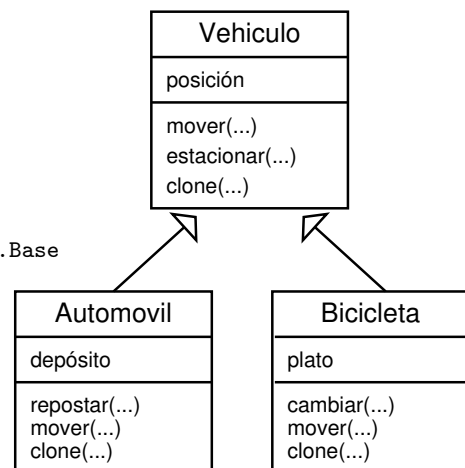 Vehiculo
posición
mover(...)
estacionar(...)
clone(...)
.Base
Automovil
depósito
repostar(...)
mover(...)
clone(...)
Bicicleta
plato
cambiar(...)
mover(...)
clone(...)